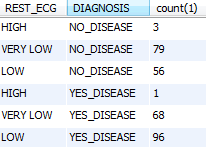 REST_ECG DIAGNOSIS count(1)
HIGH NO_DISEASE 3
VERY LOW NO_DISEASE 79
LOW NO_DISEASE 56
HIGH YES_DISEASE 1
VERY LOW YES_DISEASE 68
LOW YES_DISEASE 96